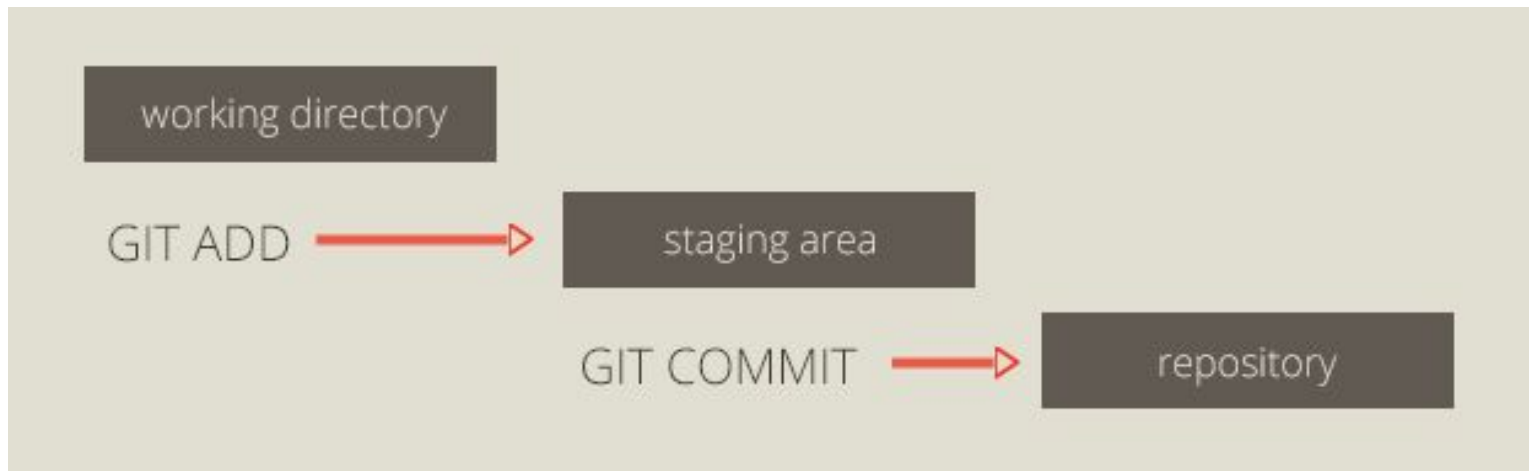 working directory
GIT ADD
staging area
GIT COMMIT
repository